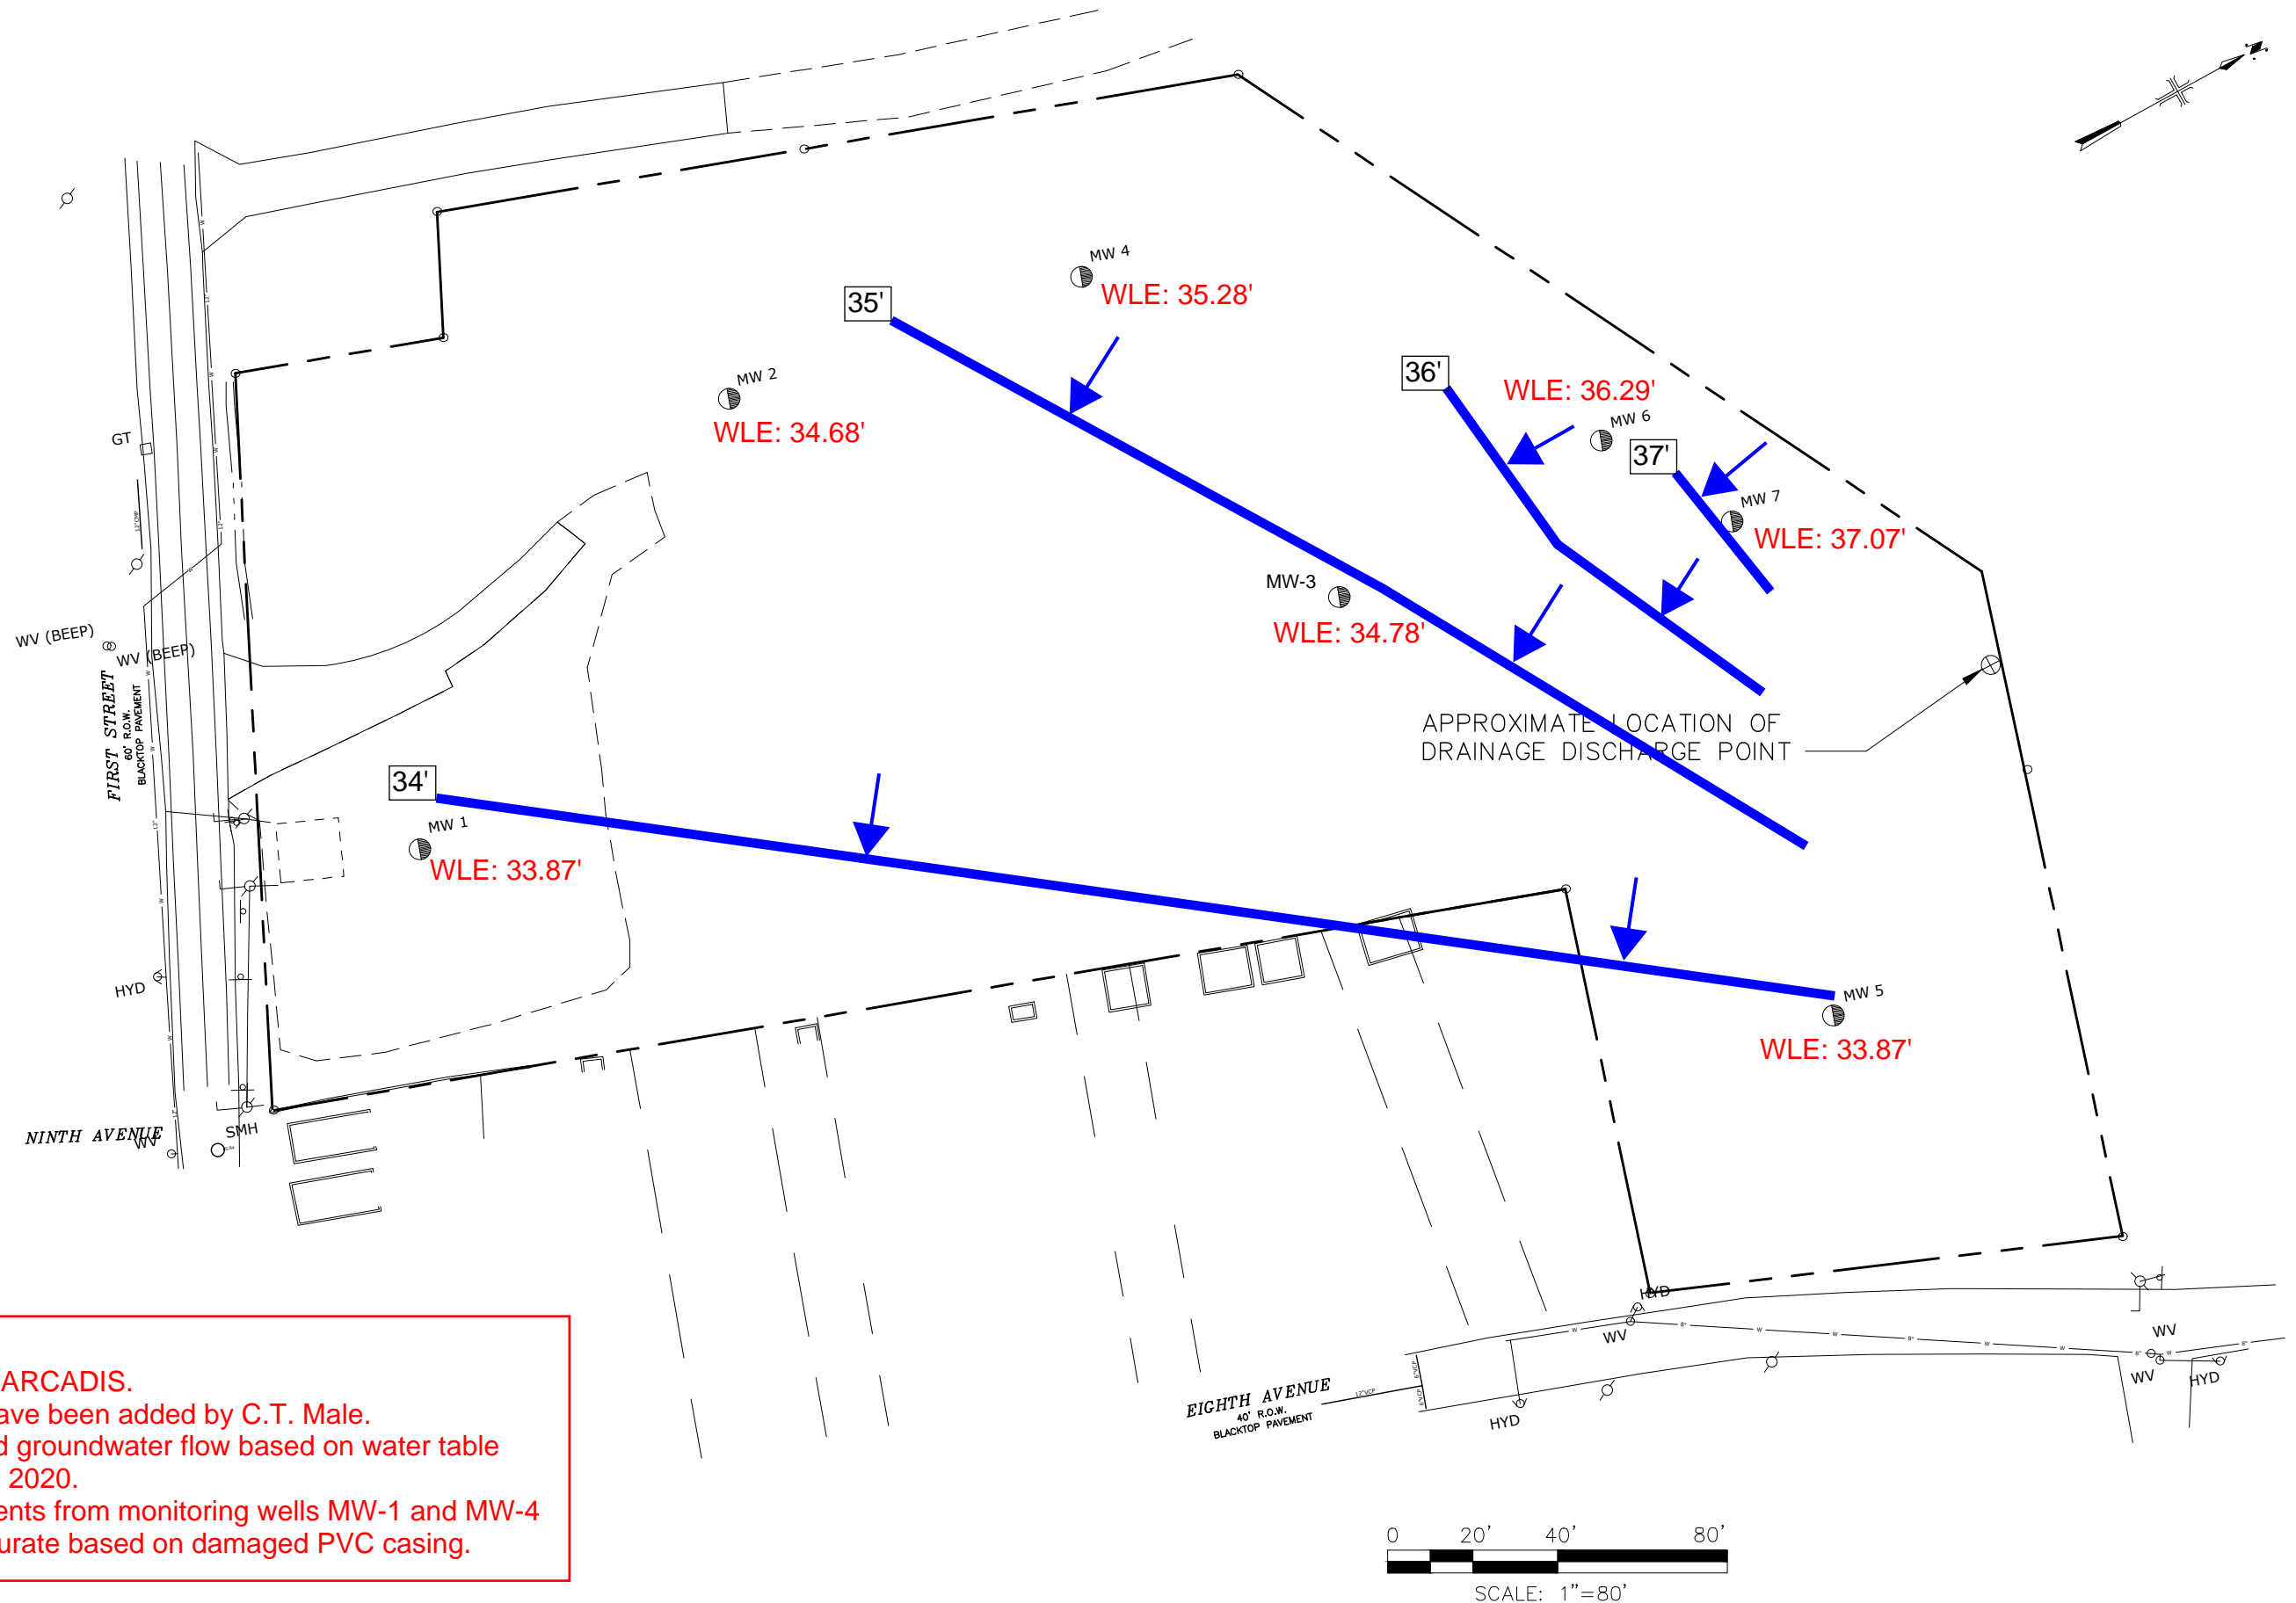 MW 4
WLE: 35.28'
35'
MW 2
WLE: 34.68'
36'
WLE: 36.29'
MW 6
37'
MW 7
WLE: 37.07'
GT
12"CMP
MW-3
WLE: 34.78'
WV (BEEP)
WV (BEEP)
FIRST STREET
60' R.O.W.
BLACKTOP PAVEMENT
APPROXIMATE LOCATION OF
DRAINAGE DISCHARGE POINT
34'
MW 1
WLE: 33.87'
MW 5
WLE: 33.87'
HYD
NINTH AVENUE
WV
SMH
HYD
WV
WV
WV
HYD
EIGHTH AVENUE
40' R.O.W.
BLACKTOP PAVEMENT
12"VCP
HYD
ARCADIS.
ave been added by C.T. Male.
d groundwater flow based on water table
2020.
ents from monitoring wells MW-1 and MW-4
urate based on damaged PVC casing.
0 20' 40' 80'
SCALE: 1"=80'